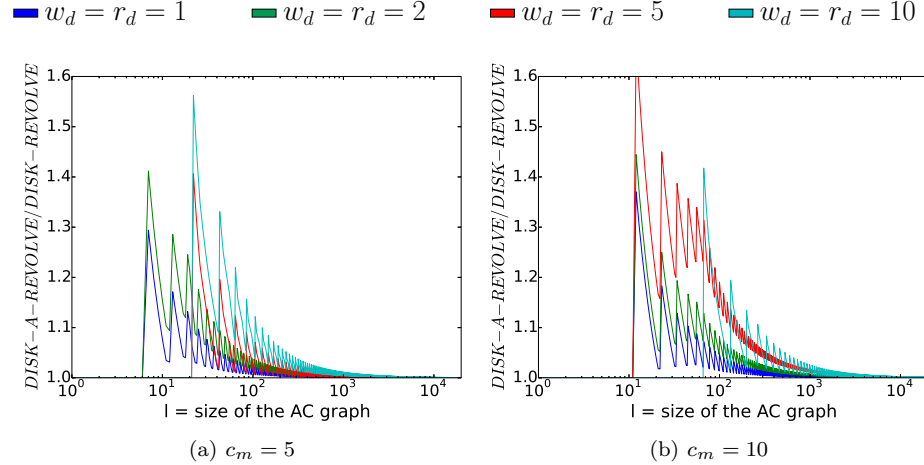 w_d = r_d = 1 w_d = r_d = 2 w_d = r_d = 5 w_d = r_d = 10
DISK−A−REVOLVE/DISK−REVOLVE
1.6
1.5
1.4
1.3
1.2
1.1
1.0
10^0 10^1 10^2 10^3 10^4
l = size of the AC graph
(a) c_m = 5
DISK−A−REVOLVE/DISK−REVOLVE
1.6
1.5
1.4
1.3
1.2
1.1
1.0
10^0 10^1 10^2 10^3 10^4
l = size of the AC graph
(b) c_m = 10